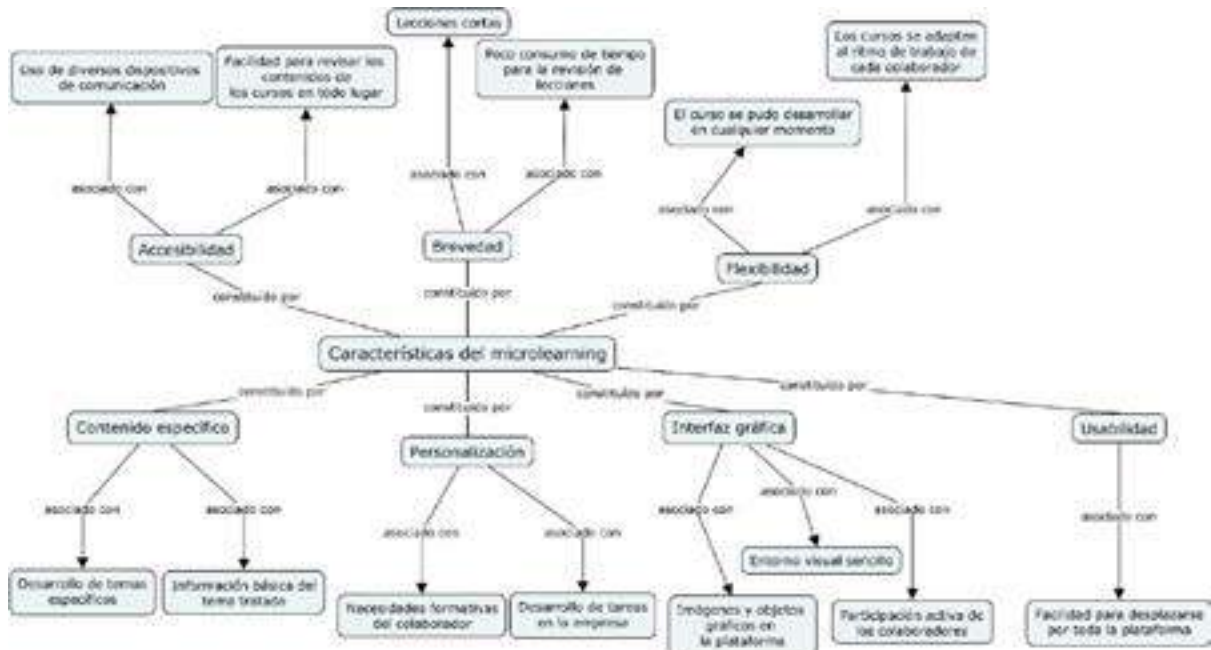 Lecciones cortas
Uso de diversos dispositivos
de comunicación
Facilidad para revisar los
contenidos de
los cursos en todo lugar
Poco consumo de tiempo
para la revisión de
lecciones
Los cursos se adapten
al ritmo de trabajo de
cada colaborador
El curso se pudo desarrollar
en cualquier momento
asociado con
asociado con
asociado con
asociado con
asociado con
asociado con
Accesibilidad
Brevedad
Flexibilidad
constituido por
constituido por
constituido por
Características del microlearning
constituido por
constituido por
constituido por
constituido por
Contenido específico
Personalización
Interfaz gráfica
Usabilidad
asociado con
asociado con
asociado con
asociado con
asociado con
asociado con
asociado con
asociado con
Desarrollo de temas
específicos
Información básica del
tema tratado
Necesidades formativas
del colaborador
Desarrollo de tareas
en la empresa
Entorno visual sencillo
Imágenes y objetos
gráficos en
la plataforma
Participación activa de
los colaboradores
Facilidad para desplazarse
por toda la plataforma